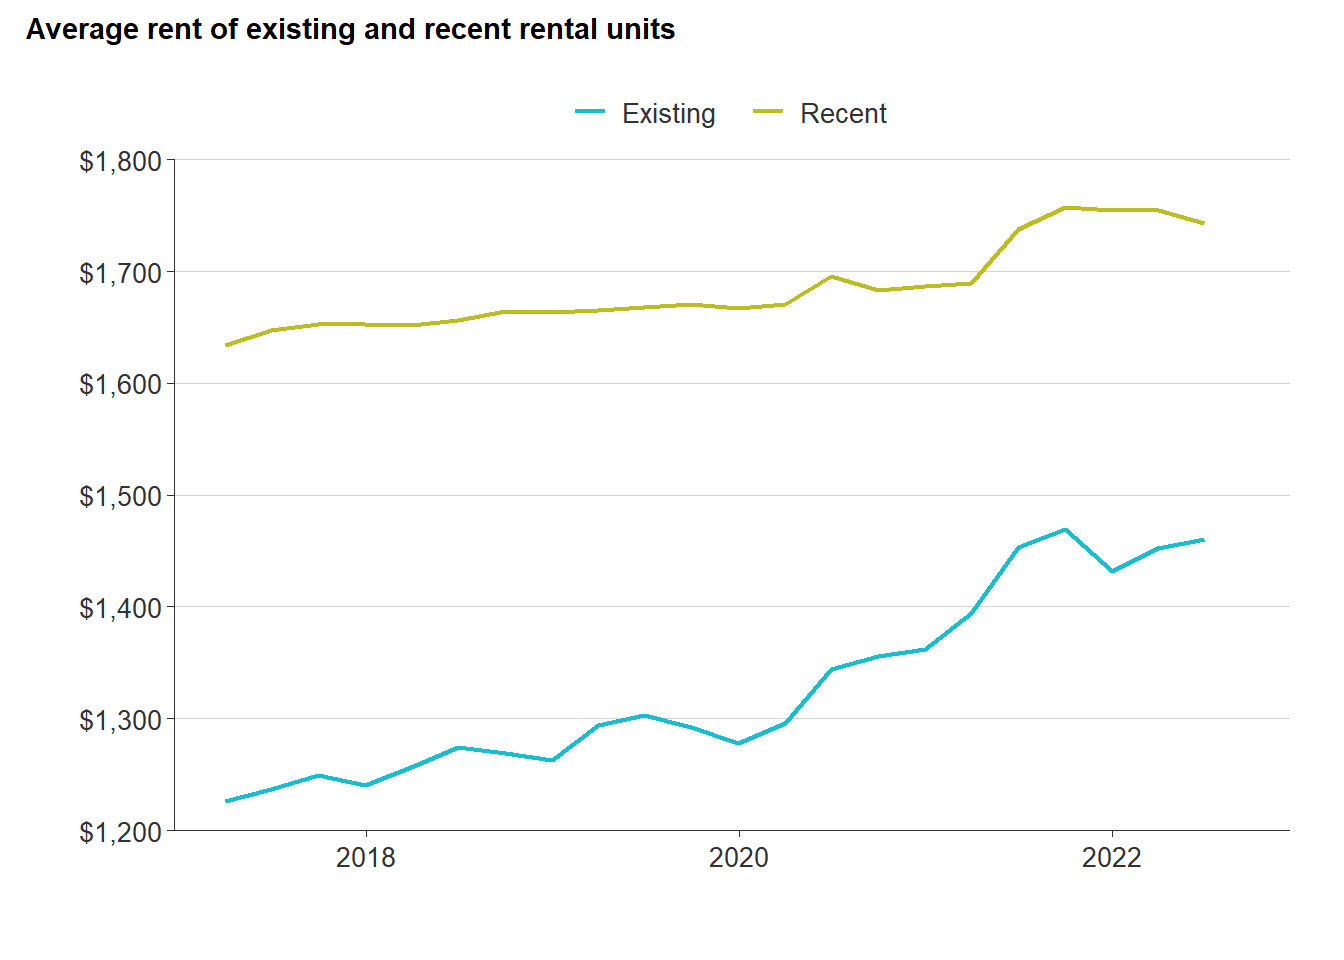 Average rent of existing and recent rental units
Existing Recent
$1,800
$1,700
$1,600
$1,500
$1,400
$1,300
$1,200
2018 2020 2022